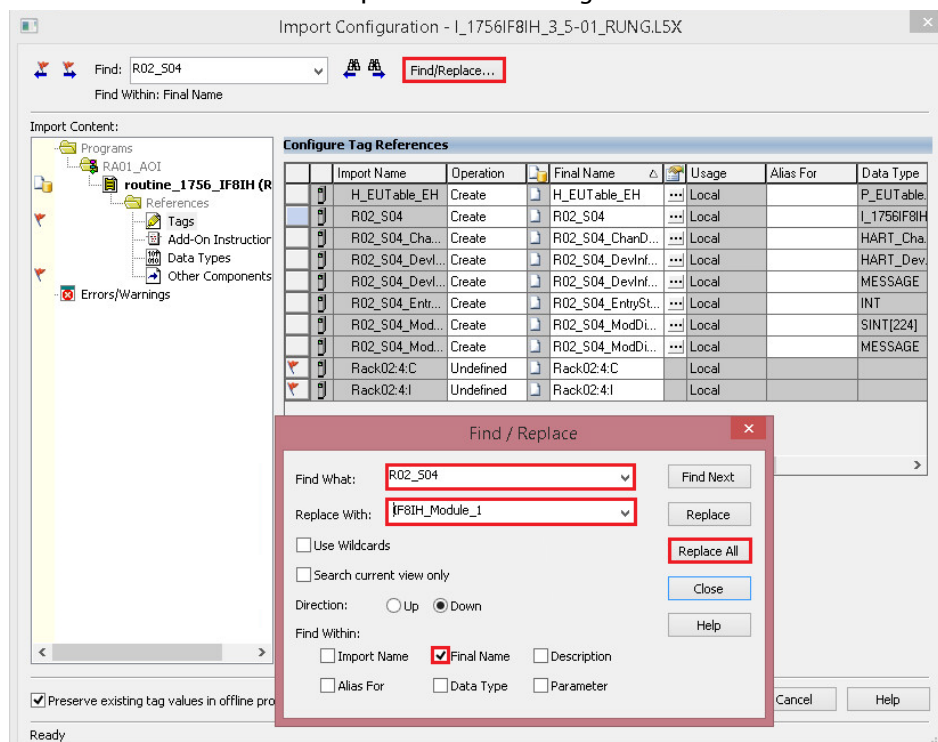 Import Configuration - I_1756IF8IH_3_5-01_RUNG.L5X
Find: R02_S04 Find/Replace...
Find Within: Final Name
Import Content:
Programs
RA01_AOI
routine_1756_IF8IH (R
References
Tags
Add-On Instruction
Data Types
Other Components
Errors/Warnings
Configure Tag References
Import Name Operation Final Name Usage Alias For Data Type
H_EUTable_EH Create H_EUTable_EH ... Local P_EUTable.
R02_S04 Create R02_S04 ... Local I_1756IF8IH
R02_S04_Cha... Create R02_S04_ChanD... ... Local HART_Cha.
R02_S04_DevI... Create R02_S04_DevInf... ... Local HART_Dev.
R02_S04_DevI... Create R02_S04_DevInf... ... Local MESSAGE
R02_S04_Entr... Create R02_S04_EntrySt... ... Local INT
R02_S04_Mod... Create R02_S04_ModDi... ... Local SINT[224]
R02_S04_Mod... Create R02_S04_ModDi... ... Local MESSAGE
Rack02:4:C Undefined Rack02:4:C Local
Rack02:4:I Undefined Rack02:4:I Local
Find / Replace
Find What: R02_S04 Find Next
Replace With: IF8IH_Module_1 Replace
Use Wildcards Replace All
Search current view only
Direction: Up Down Close
Find Within: Help
Import Name Final Name Description
Alias For Data Type Parameter
Preserve existing tag values in offline pro Cancel Help
Ready